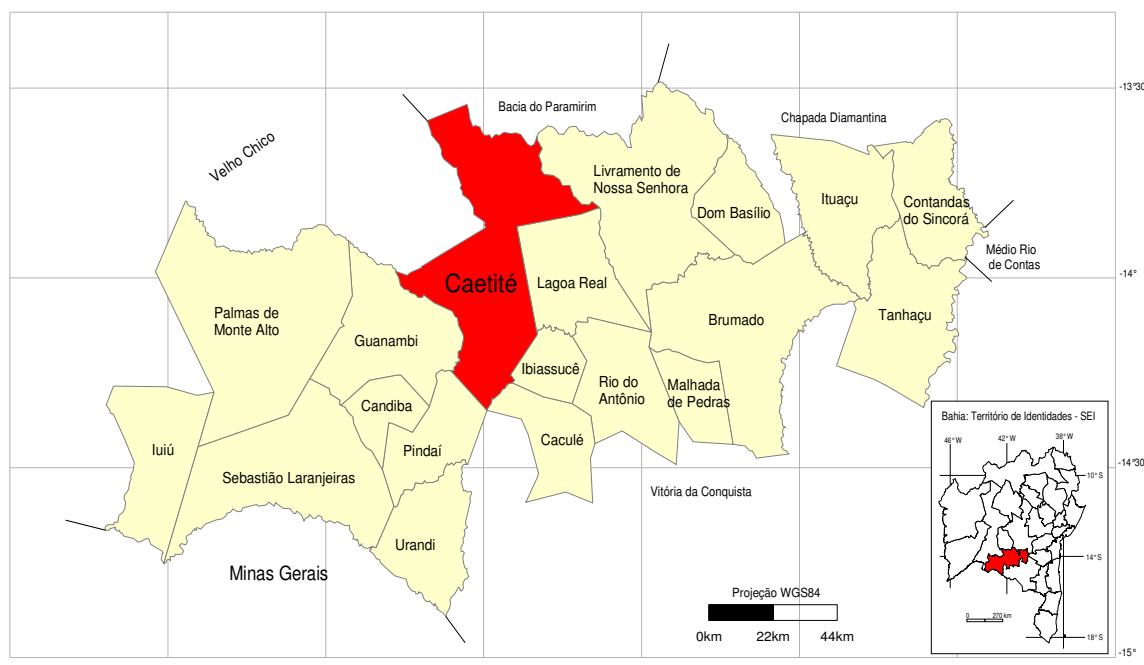 -13°30
Bacia do Paramirim
Chapada Diamantina
Velho Chico
Livramento de
Nossa Senhora
Dom Basílio
Ituaçu
Contandas
do Sincorá
Médio Rio
de Contas
-14°
Caetité
Lagoa Real
Palmas de
Monte Alto
Guanambi
Brumado
Tanhaçu
Ibiassucê
Rio do
Antônio
Malhada
de Pedras
Candiba
Caculé
Pindaí
Iuiú
Sebastião Laranjeiras
-14°30
Vitória da Conquista
Urandi
Minas Gerais
Projeção WGS84
0km 22km 44km
Bahia: Território de Identidades - SEI
46° W 42° W 38° W
10° S
14° S
0 270 km
18° S
-15°